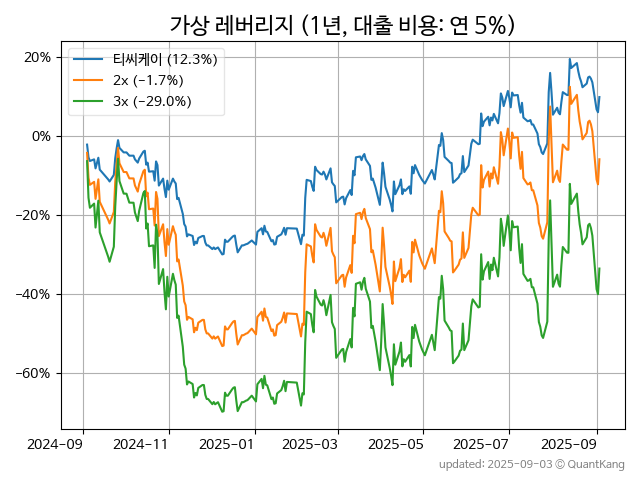 가상 레버리지 (1년, 대출 비용: 연 5%)
티씨케이 (12.3%)
2x (−1.7%)
3x (−29.0%)
20%
0%
−20%
−40%
−60%
2024-09 2024-11 2025-01 2025-03 2025-05 2025-07 2025-09
updated: 2025-09-03 ⓒ QuantKang